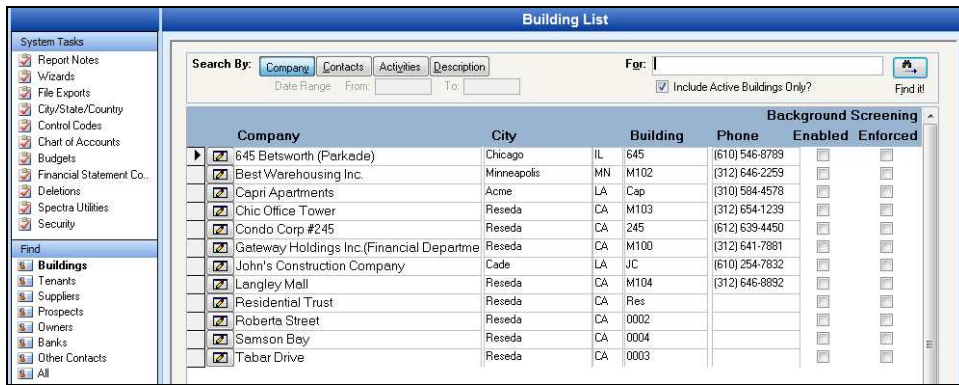 Building List
System Tasks
Report Notes
Wizards
File Exports
City/State/Country
Control Codes
Chart of Accounts
Budgets
Financial Statement Co..
Deletions
Spectra Utilities
Security
Find
Buildings
Tenants
Suppliers
Prospects
Owners
Banks
Other Contacts
All
Search By: Company Contacts Activities Description For:
Date Range From: To: Include Active Buildings Only? Find it!
Background Screening
Company City Building Phone Enabled Enforced
645 Betsworth (Parkade) Chicago IL 645 (610) 546-8789
Best Warehousing Inc. Minneapolis MN M102 (312) 646-2259
Capri Apartments Acme LA Cap (310) 584-4578
Chic Office Tower Reseda CA M103 (312) 654-1239
Condo Corp #245 Reseda CA 245 (612) 639-4450
Gateway Holdings Inc.(Financial Departme Reseda CA M100 (312) 641-7881
John's Construction Company Cade LA JC (610) 254-7832
Langley Mall Reseda CA M104 (312) 646-8892
Residential Trust Reseda CA Res
Roberta Street Reseda CA 0002
Samson Bay Reseda CA 0004
Tabar Drive Reseda CA 0003